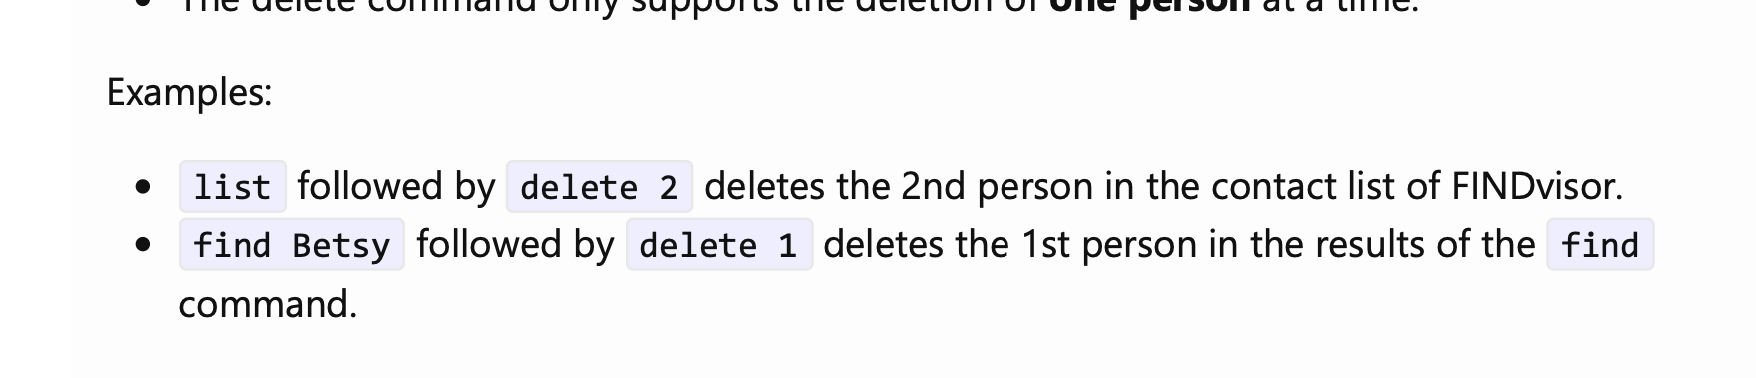 • The delete command only supports the deletion of one person at a time.
Examples:
• list followed by delete 2 deletes the 2nd person in the contact list of FINDvisor.
• find Betsy followed by delete 1 deletes the 1st person in the results of the find
command.